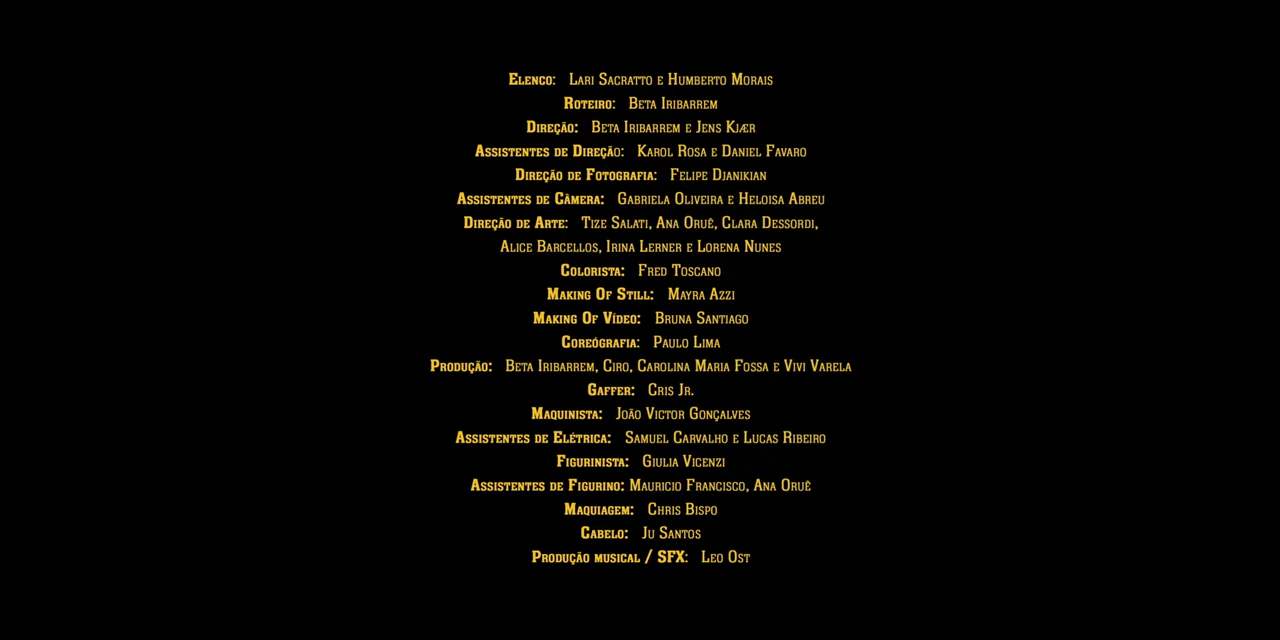 Elenco: Lari Sacratto e Humberto Morais
Roteiro: Beta Iribarrem
Direção: Beta Iribarrem e Jens Kjær
Assistentes de Direção: Karol Rosa e Daniel Favaro
Direção de Fotografia: Felipe Djanikian
Assistentes de Câmera: Gabriela Oliveira e Heloisa Abreu
Direção de Arte: Tize Salati, Ana Oruê, Clara Dessordi,
Alice Barcellos, Irina Lerner e Lorena Nunes
Colorista: Fred Toscano
Making Of Still: Mayra Azzi
Making Of Vídeo: Bruna Santiago
Coreógrafia: Paulo Lima
Produção: Beta Iribarrem, Ciro, Carolina Maria Fossa e Vivi Varela
Gaffer: Cris Jr.
Maquinista: João Victor Gonçalves
Assistentes de Elétrica: Samuel Carvalho e Lucas Ribeiro
Figurinista: Giulia Vicenzi
Assistentes de Figurino: Mauricio Francisco, Ana Oruê
Maquiagem: Chris Bispo
Cabelo: Ju Santos
Produção musical / SFX: Leo Ost